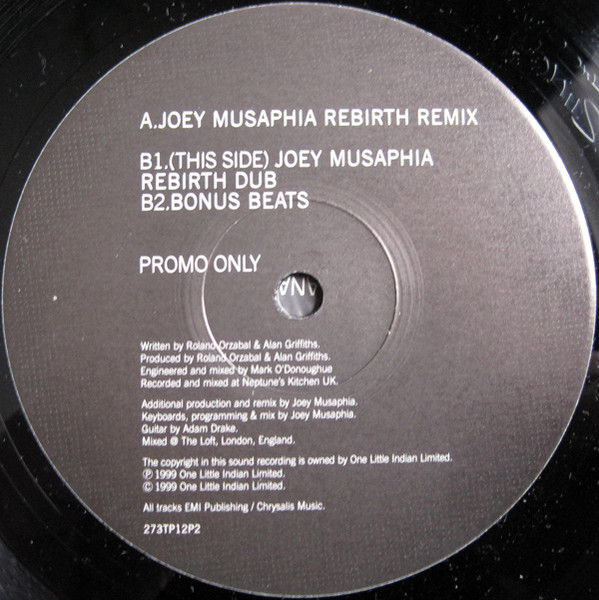 A.JOEY MUSAPHIA REBIRTH REMIX
B1.(THIS SIDE) JOEY MUSAPHIA
REBIRTH DUB
B2.BONUS BEATS
PROMO ONLY
Written by Roland Orzabal & Alan Griffiths.
Produced by Roland Orzabal & Alan Griffiths.
Engineered and mixed by Mark O'Donoughue
Recorded and mixed at Neptune's Kitchen UK.
Additional production and remix by Joey Musaphia.
Keyboards, programming & mix by Joey Musaphia.
Guitar by Adam Drake.
Mixed @ The Loft, London, England.
The copyright in this sound recording is owned by One Little Indian Limited.
Ⓟ 1999 One Little Indian Limited.
© 1999 One Little Indian Limited.
All tracks EMI Publishing / Chrysalis Music.
273TP12P2